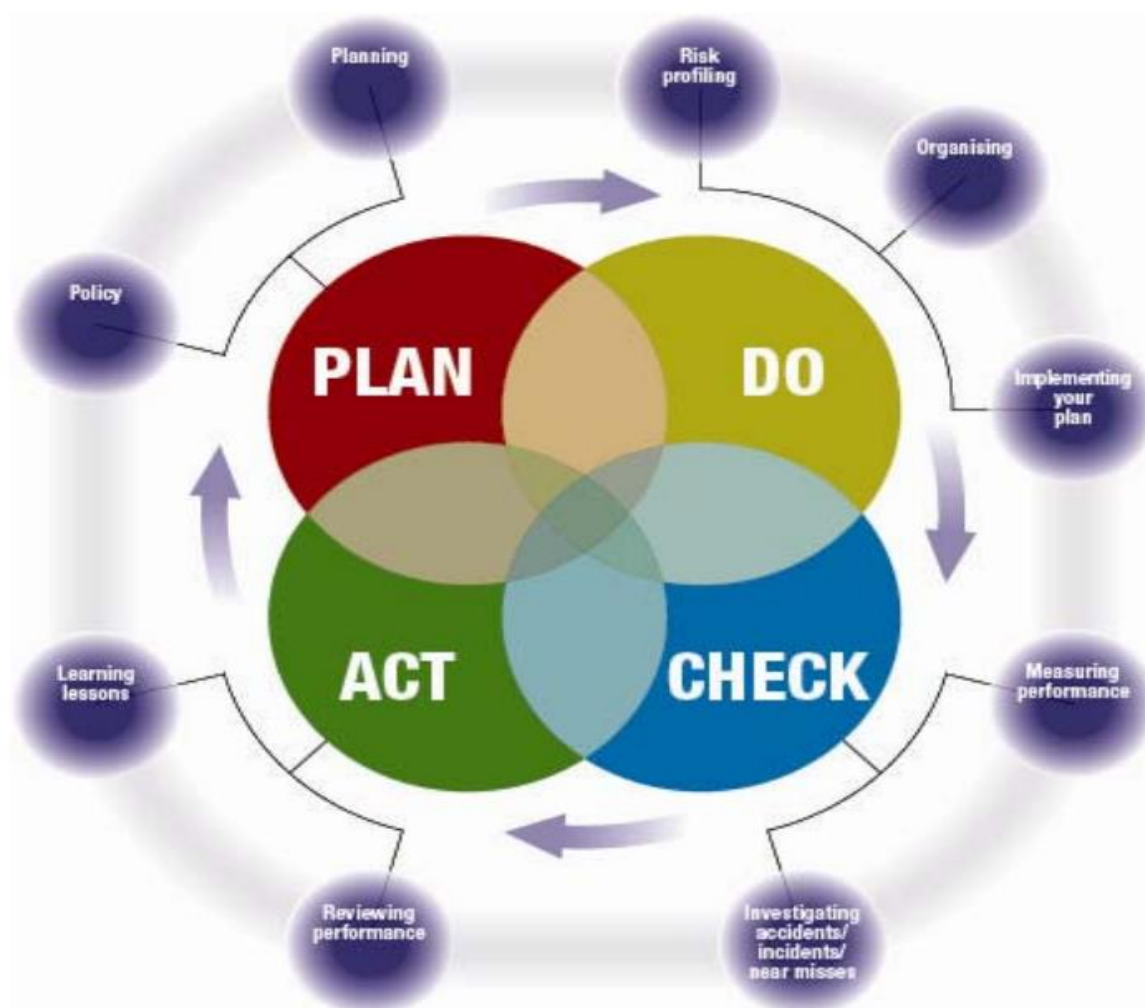 Planning
Risk
profiling
Organising
Policy
PLAN
DO
Implementing
your
plan
Learning
lessons
ACT
CHECK
Measuring
performance
Reviewing
performance
Investigating
accidents/
incidents/
near misses